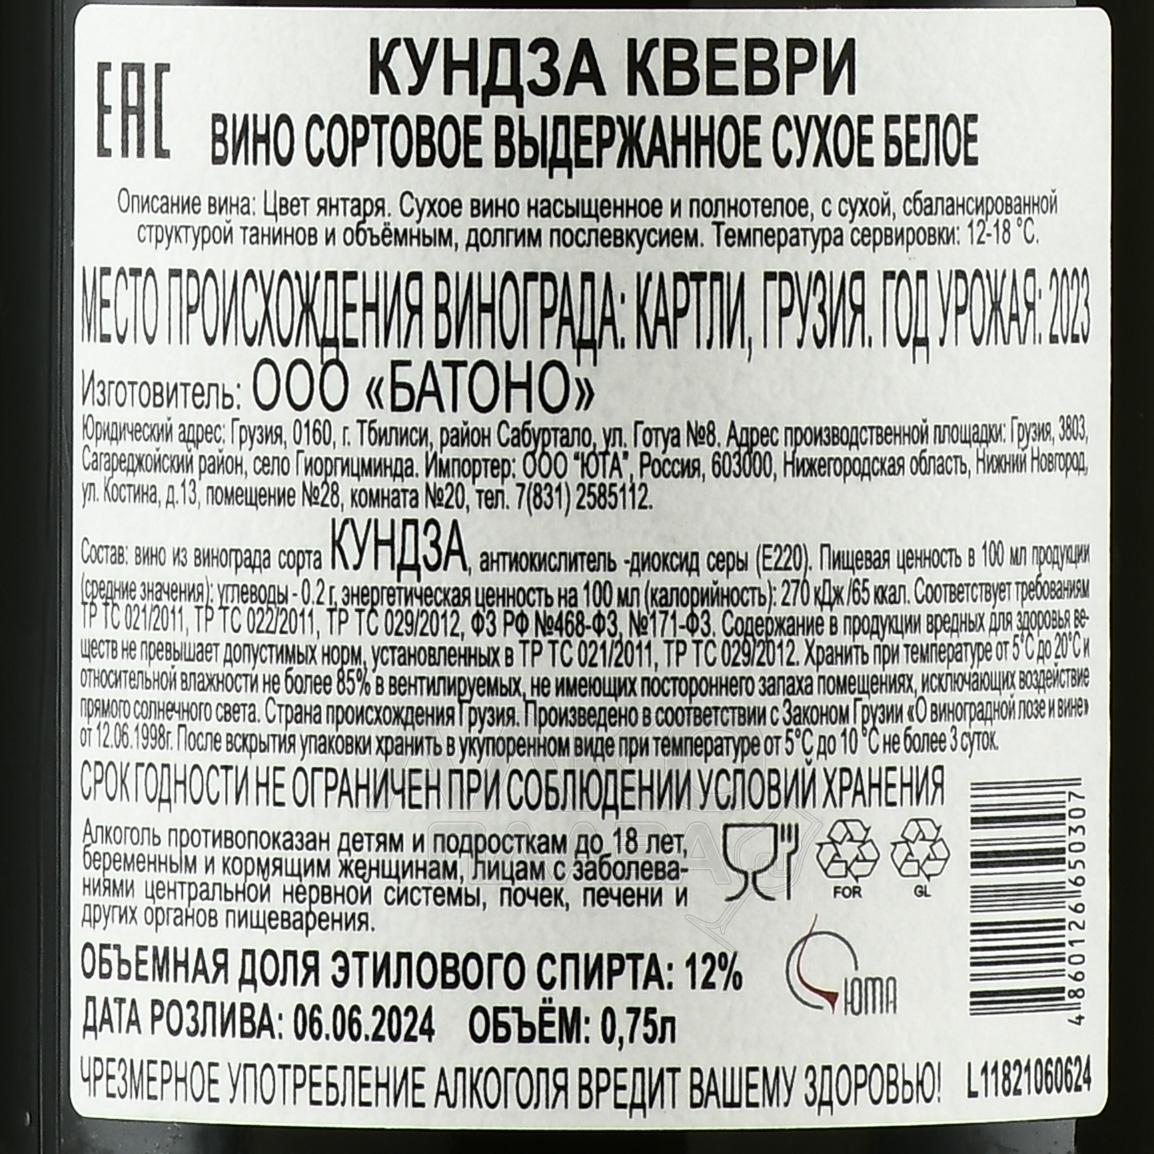 EAC
КУНДЗА КВЕВРИ
ВИНО СОРТОВОЕ ВЫДЕРЖАННОЕ СУХОЕ БЕЛОЕ
Описание вина: Цвет янтаря. Сухое вино насыщенное и полнотелое, с сухой, сбалансированной
структурой танинов и объёмным, долгим послевкусием. Температура сервировки: 12-18 °С.
МЕСТО ПРОИСХОЖДЕНИЯ ВИНОГРАДА: КАРТЛИ, ГРУЗИЯ. ГОД УРОЖАЯ: 2023
Изготовитель: ООО «БАТОНО»
Юридический адрес: Грузия, 0160, г. Тбилиси, район Сабуртало, ул. Готуа №8. Адрес производственной площадки: Грузия, 3803,
Сагареджойский район, село Гиоргицминда. Импортер: ООО "ЮТА", Россия, 603000, Нижегородская область, Нижний Новгород,
ул. Костина, д.13, помещение №28, комната №20, тел. 7(831) 2585112.
Состав: вино из винограда сорта КУНДЗА, антиокислитель -диоксид серы (Е220). Пищевая ценность в 100 мл продукции
(средние значения): углеводы - 0.2 г, энергетическая ценность на 100 мл (калорийность): 270 кДж /65 ккал. Соответствует требованиям
ТР ТС 021/2011, ТР ТС 022/2011, ТР ТС 029/2012, ФЗ РФ №468-ФЗ, №171-ФЗ. Содержание в продукции вредных для здоровья ве-
ществ не превышает допустимых норм, установленных в ТР ТС 021/2011, ТР ТС 029/2012. Хранить при температуре от 5°С до 20°С и
относительной влажности не более 85% в вентилируемых, не имеющих постороннего запаха помещениях, исключающих воздействие
прямого солнечного света. Страна происхождения Грузия. Произведено в соответствии с Законом Грузии «О виноградной лозе и вине»
от 12.06.1998г. После вскрытия упаковки хранить в укупоренном виде при температуре от 5°С до 10 °С не более 3 суток.
СРОК ГОДНОСТИ НЕ ОГРАНИЧЕН ПРИ СОБЛЮДЕНИИ УСЛОВИЙ ХРАНЕНИЯ
Алкоголь противопоказан детям и подросткам до 18 лет,
беременным и кормящим женщинам, лицам с заболева-
ниями центральной нервной системы, почек, печени и
других органов пищеварения.
FOR
GL
4 860126 650307
ОБЪЕМНАЯ ДОЛЯ ЭТИЛОВОГО СПИРТА: 12%
ЮТА
ДАТА РОЗЛИВА: 06.06.2024 ОБЪЁМ: 0,75л
ЧРЕЗМЕРНОЕ УПОТРЕБЛЕНИЕ АЛКОГОЛЯ ВРЕДИТ ВАШЕМУ ЗДОРОВЬЮ!
L11821060624